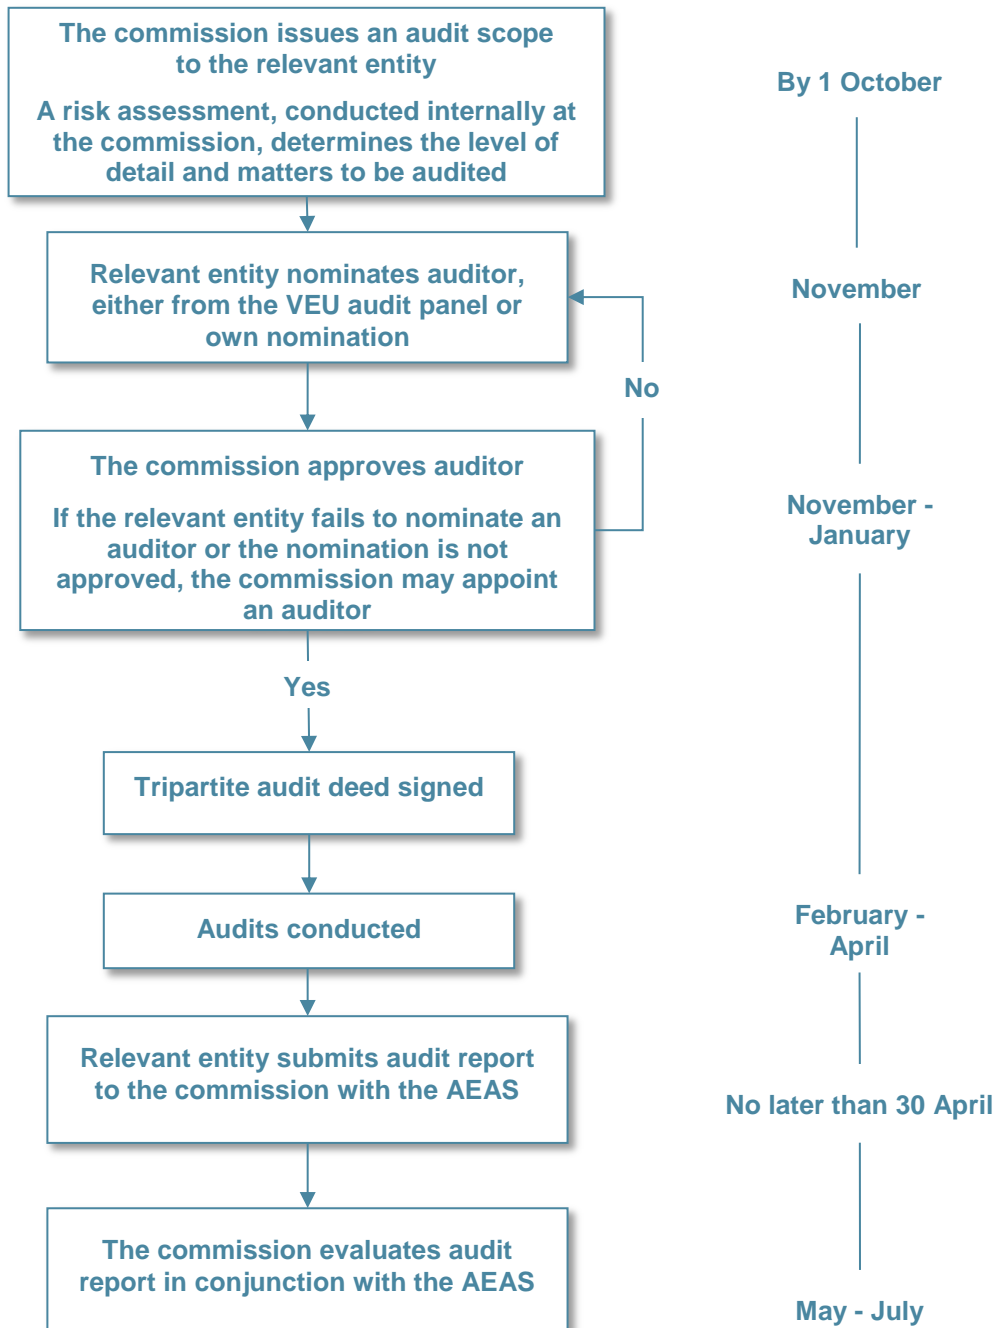 The commission issues an audit scope
to the relevant entity
A risk assessment, conducted internally at
the commission, determines the level of
detail and matters to be audited
By 1 October
Relevant entity nominates auditor,
either from the VEU audit panel or
own nomination
November
No
The commission approves auditor
If the relevant entity fails to nominate an
auditor or the nomination is not
approved, the commission may appoint
an auditor
November -
January
Yes
Tripartite audit deed signed
Audits conducted
February -
April
Relevant entity submits audit report
to the commission with the AEAS
No later than 30 April
The commission evaluates audit
report in conjunction with the AEAS
May - July